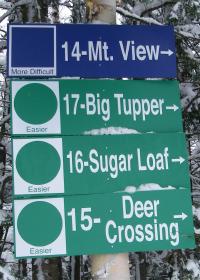 14-Mt. View→
More Difficult
17-Big Tupper→
Easier
16-Sugar Loaf→
Easier
15- Deer Crossing→
Easier